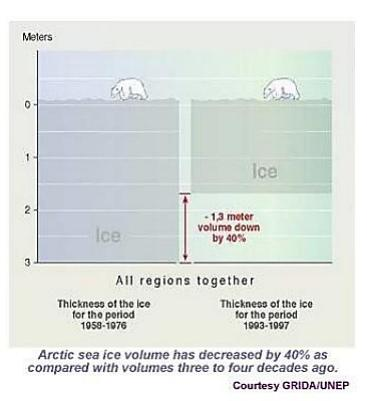 Meters
0
1
2
3
Ice
Ice
- 1,3 meter
volume down
by 40%
All regions together
Thickness of the ice
for the period
1958-1976
Thickness of the ice
for the period
1993-1997
Arctic sea ice volume has decreased by 40% as
compared with volumes three to four decades ago.
Courtesy GRIDA/UNEP